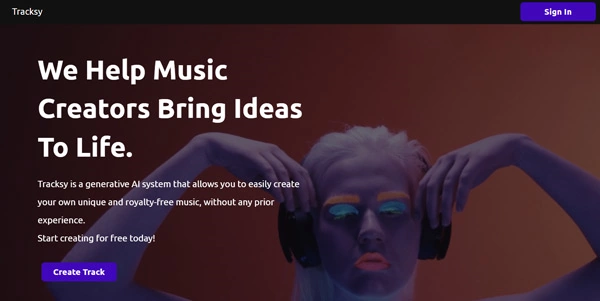 Tracksy
Sign In
We Help Music
Creators Bring Ideas
To Life.
Tracksy is a generative AI system that allows you to easily create
your own unique and royalty-free music, without any prior
experience.
Start creating for free today!
Create Track